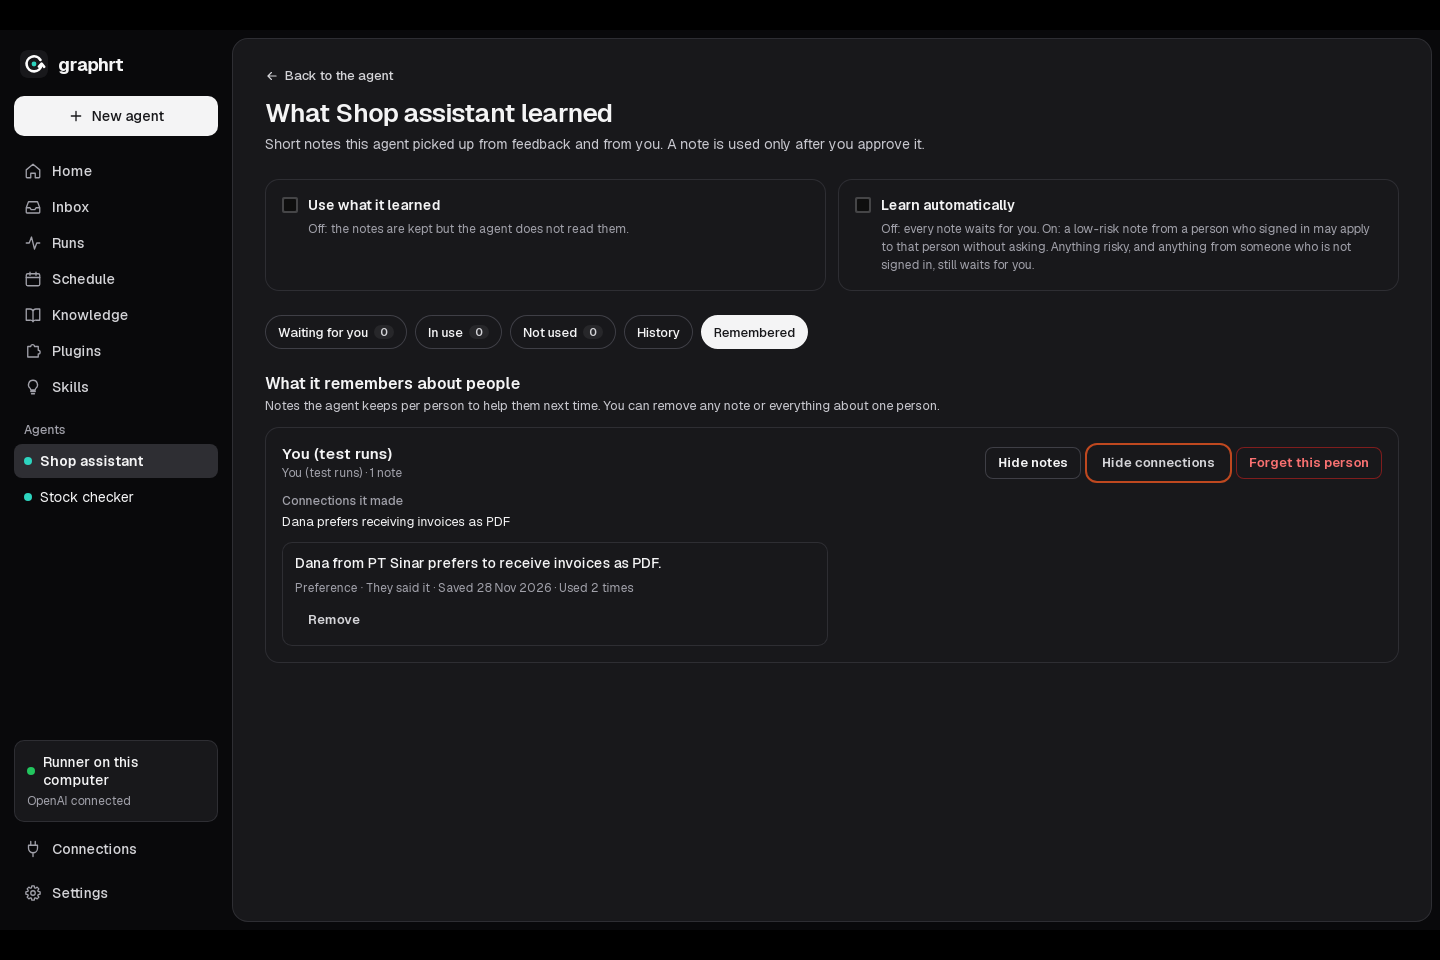 graphrt
New agent
Home
Inbox
Runs
Schedule
Knowledge
Plugins
Skills
Agents
Shop assistant
Stock checker
Runner on this
computer
OpenAI connected
Connections
Settings
Back to the agent
What Shop assistant learned
Short notes this agent picked up from feedback and from you. A note is used only after you approve it.
Use what it learned
Off: the notes are kept but the agent does not read them.
Learn automatically
Off: every note waits for you. On: a low-risk note from a person who signed in may apply
to that person without asking. Anything risky, and anything from someone who is not
signed in, still waits for you.
Waiting for you 0
In use 0
Not used 0
History
Remembered
What it remembers about people
Notes the agent keeps per person to help them next time. You can remove any note or everything about one person.
You (test runs)
You (test runs) · 1 note
Hide notes
Hide connections
Forget this person
Connections it made
Dana prefers receiving invoices as PDF
Dana from PT Sinar prefers to receive invoices as PDF.
Preference · They said it · Saved 28 Nov 2026 · Used 2 times
Remove